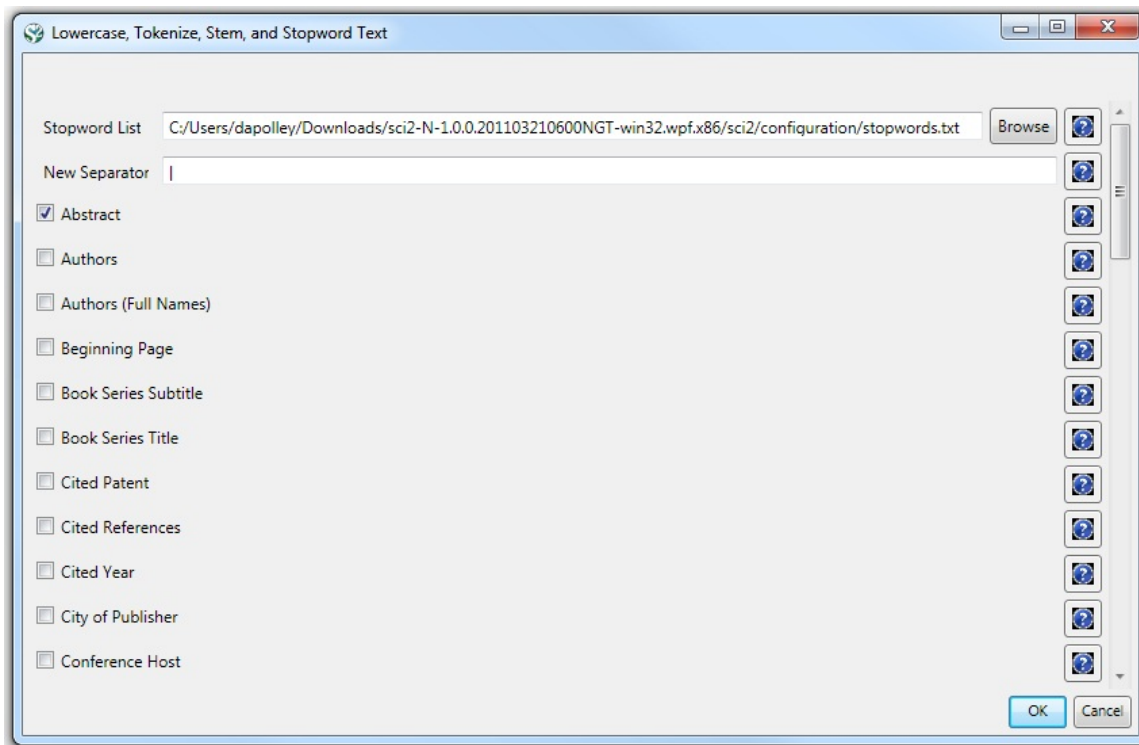 Lowercase, Tokenize, Stem, and Stopword Text
Stopword List C:/Users/dapolley/Downloads/sci2-N-1.0.0.201103210600NGT-win32.wpf.x86/sci2/configuration/stopwords.txt Browse
New Separator |
Abstract
Authors
Authors (Full Names)
Beginning Page
Book Series Subtitle
Book Series Title
Cited Patent
Cited References
Cited Year
City of Publisher
Conference Host
OK Cancel